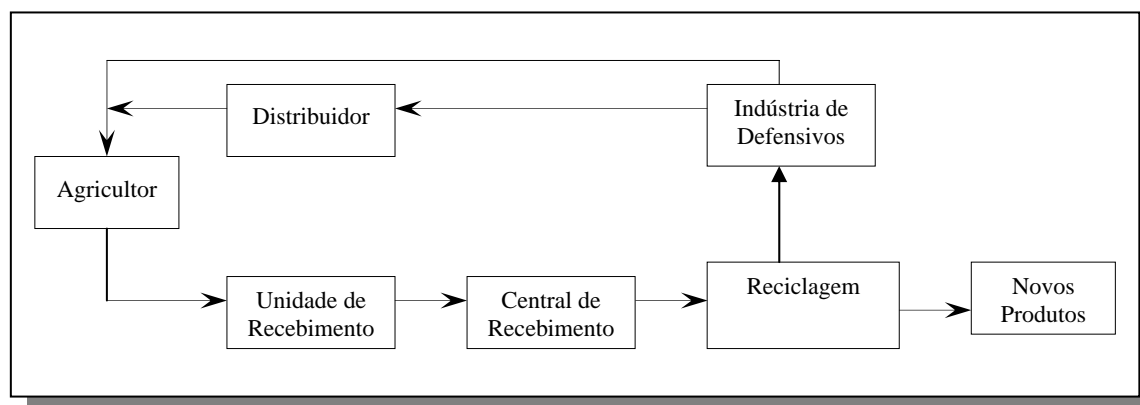 Distribuidor
Indústria de
Defensivos
Agricultor
Unidade de
Recebimento
Central de
Recebimento
Reciclagem
Novos
Produtos